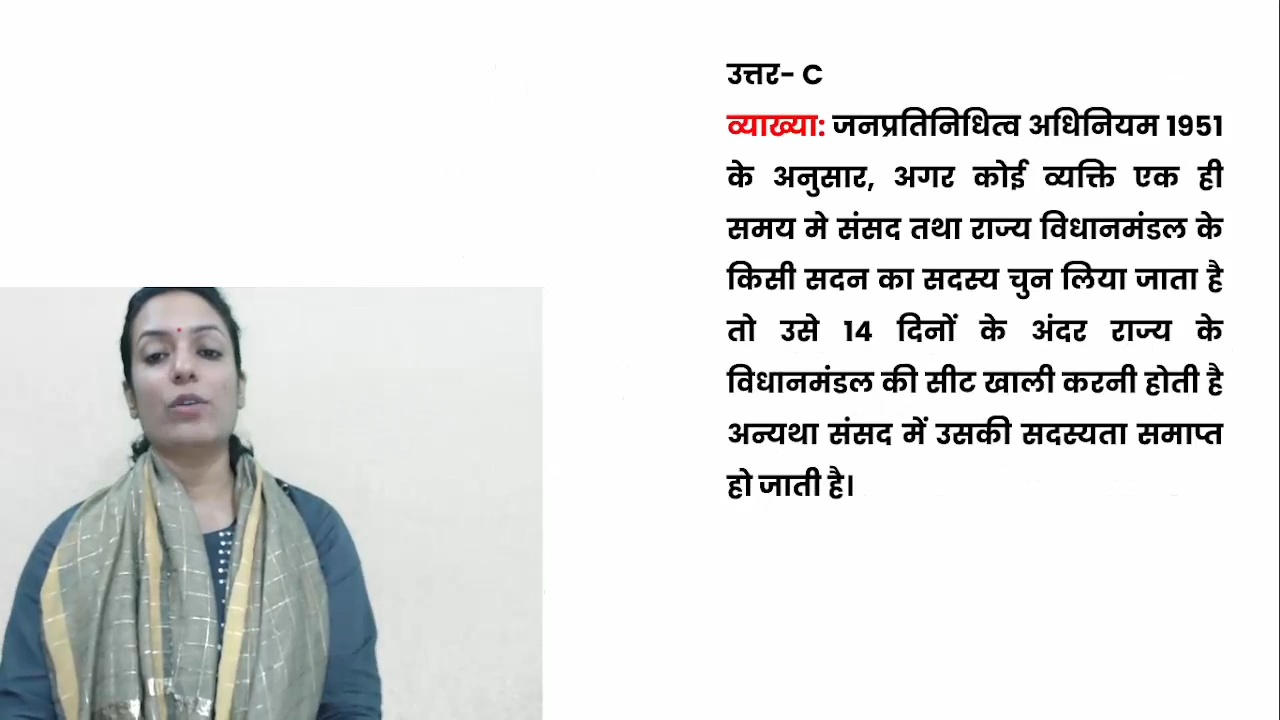 उत्तर- C
व्याख्या: जनप्रतिनिधित्व अधिनियम 1951
के अनुसार, अगर कोई व्यक्ति एक ही
समय मे संसद तथा राज्य विधानमंडल के
किसी सदन का सदस्य चुन लिया जाता है
तो उसे 14 दिनों के अंदर राज्य के
विधानमंडल की सीट खाली करनी होती है
अन्यथा संसद में उसकी सदस्यता समाप्त
हो जाती है।